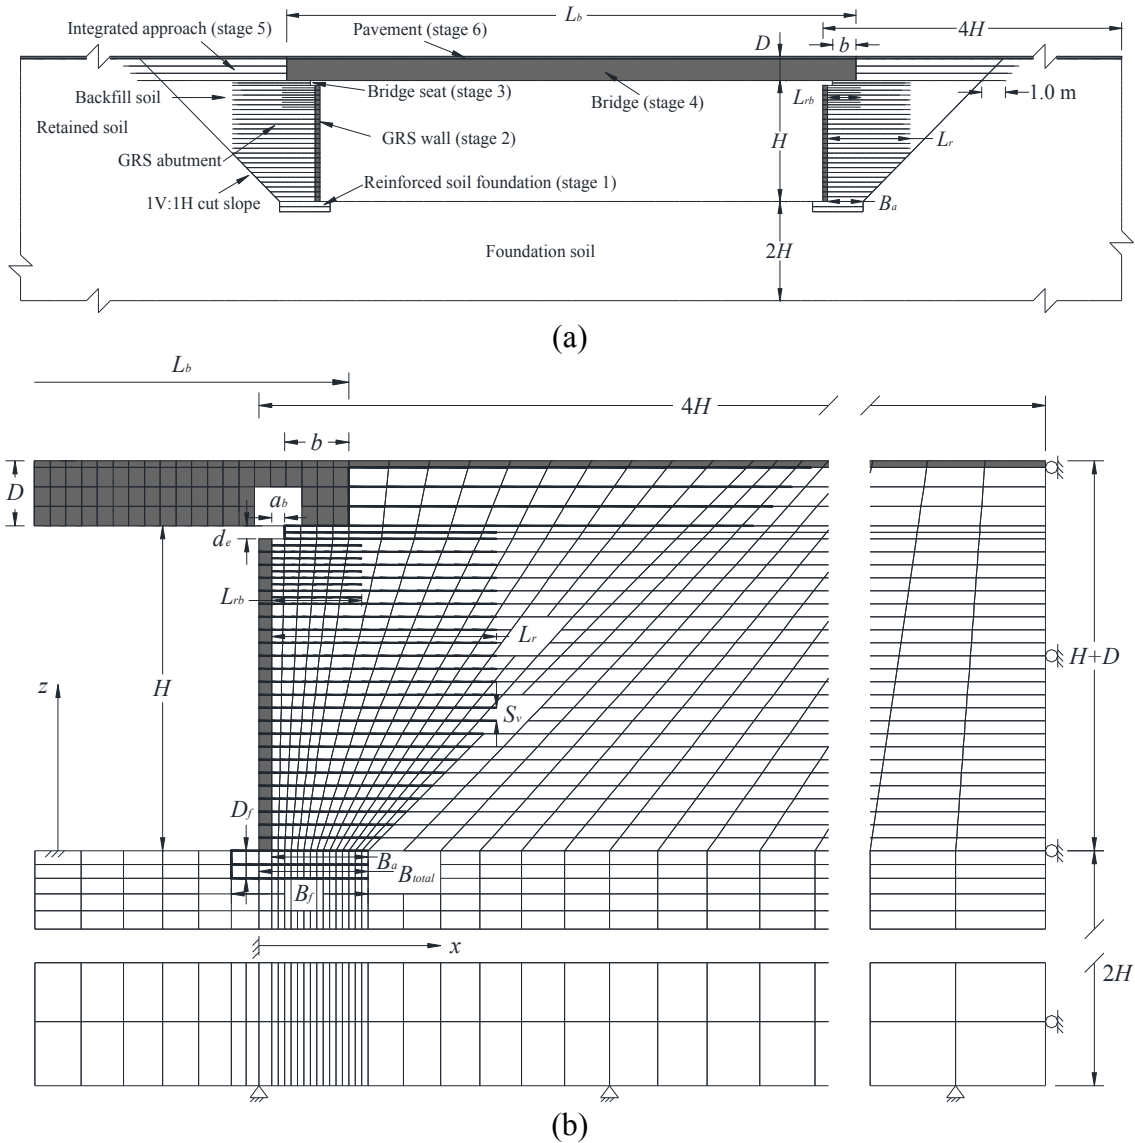 L_b
4H
D
b
Integrated approach (stage 5)
Pavement (stage 6)
Bridge seat (stage 3)
Bridge (stage 4)
Backfill soil
Retained soil
GRS wall (stage 2)
GRS abutment
1V:1H cut slope
Reinforced soil foundation (stage 1)
L_rb
1.0 m
H
L_r
B_a
Foundation soil
2H
(a)
L_b
4H
b
D
a_b
d_e
L_rb
L_r
H
H+D
z
S_v
D_f
B_a
B_total
B_f
x
2H
(b)